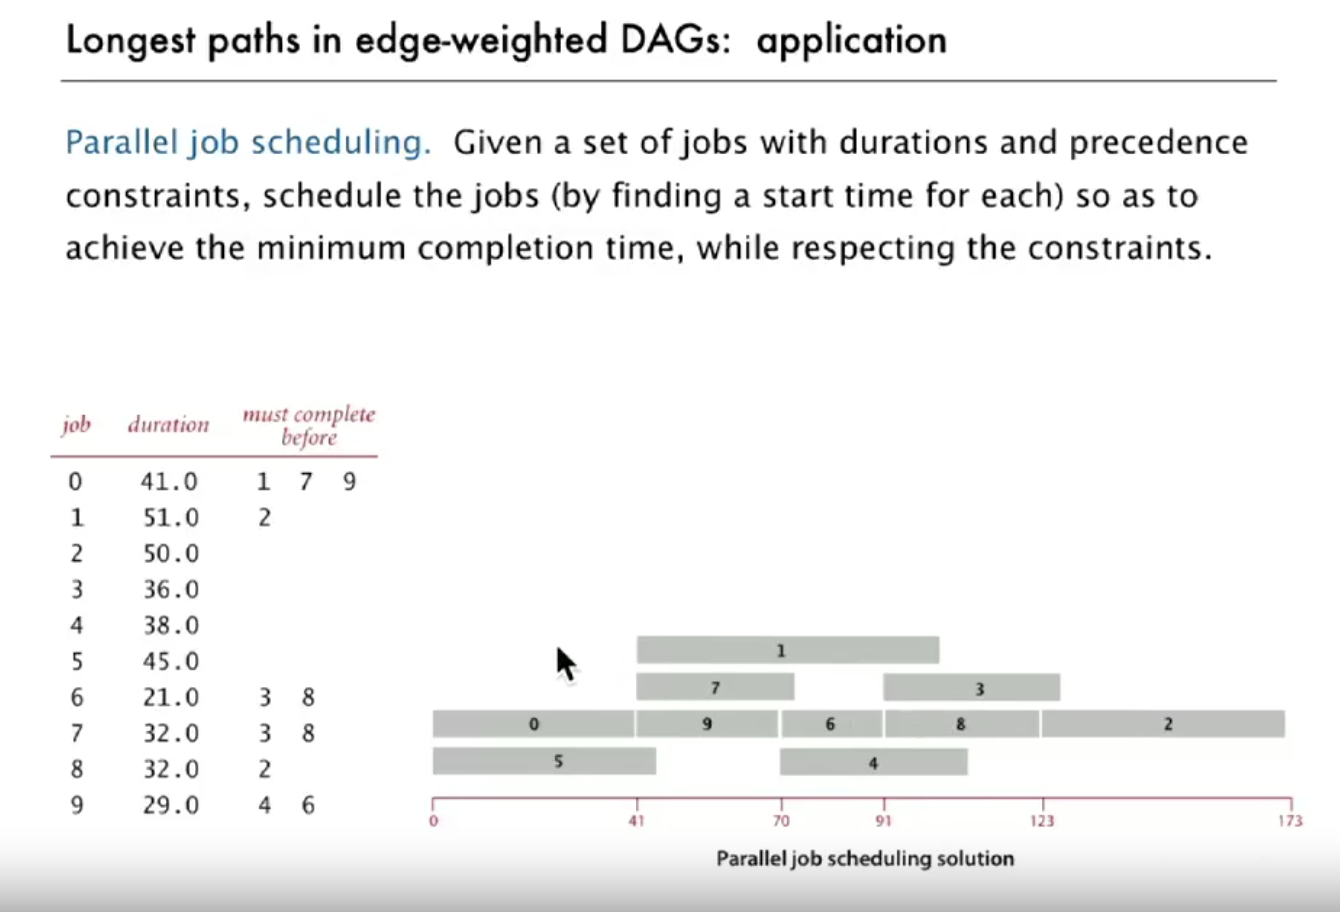 Longest paths in edge-weighted DAGs: application
Parallel job scheduling. Given a set of jobs with durations and precedence
constraints, schedule the jobs (by finding a start time for each) so as to
achieve the minimum completion time, while respecting the constraints.
job duration must complete before
0 41.0 1 7 9
1 51.0 2
2 50.0
3 36.0
4 38.0
5 45.0
6 21.0 3 8
7 32.0 3 8
8 32.0 2
9 29.0 4 6
1
7 3
0 9 6 8 2
5 4
0 41 70 91 123 173
Parallel job scheduling solution